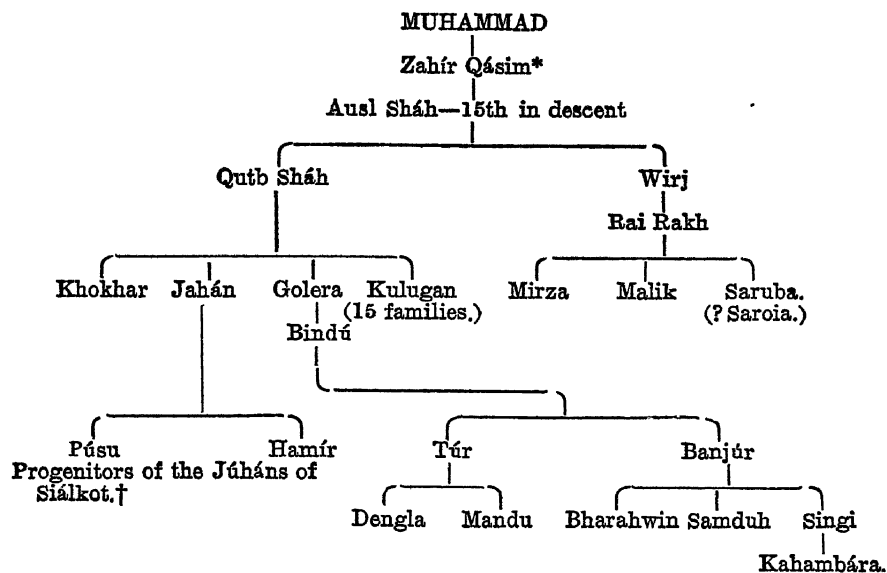 MUHAMMAD
Zahír Qásim*
Ausl Sháh—15th in descent
Qutb Sháh Wirj
Rai Rakh
Khokhar Jahán Golera Kulugan Mirza Malik Saruba.
(15 families.) (? Saroia.)
Bindú
Púsu Hamír Túr Banjúr
Progenitors of the Júháns of
Siálkot.†
Dengla Mandu Bharahwin Samduh Singi
Kahambára.